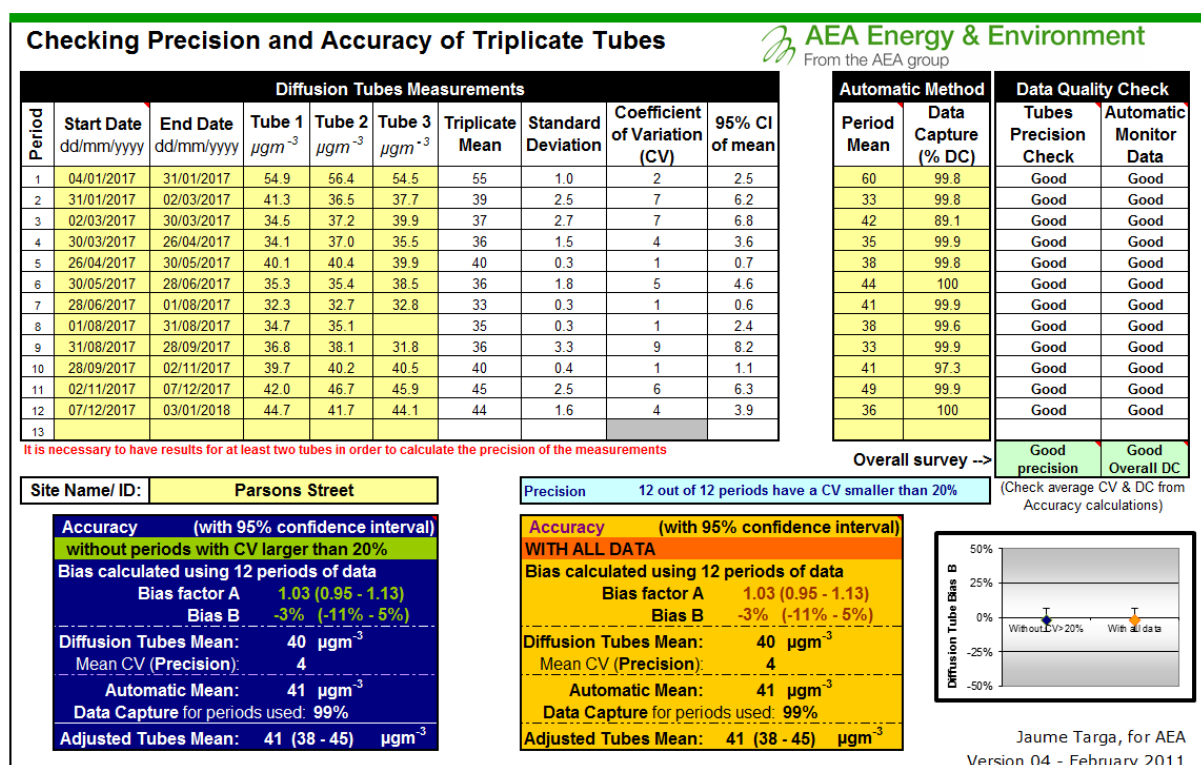 Checking Precision and Accuracy of Triplicate Tubes
AEA Energy & Environment
From the AEA group
Diffusion Tubes Measurements
Automatic Method
Data Quality Check
Period
Start Date dd/mm/yyyy
End Date dd/mm/yyyy
Tube 1 µgm-3
Tube 2 µgm-3
Tube 3 µgm-3
Triplicate Mean
Standard Deviation
Coefficient of Variation (CV)
95% CI of mean
Period Mean
Data Capture (% DC)
Tubes Precision Check
Automatic Monitor Data
1 04/01/2017 31/01/2017 54.9 56.4 54.5 55 1.0 2 2.5 60 99.8 Good Good
2 31/01/2017 02/03/2017 41.3 36.5 37.7 39 2.5 7 6.2 33 99.8 Good Good
3 02/03/2017 30/03/2017 34.5 37.2 39.9 37 2.7 7 6.8 42 89.1 Good Good
4 30/03/2017 26/04/2017 34.1 37.0 35.5 36 1.5 4 3.6 35 99.9 Good Good
5 26/04/2017 30/05/2017 40.1 40.4 39.9 40 0.3 1 0.7 38 99.8 Good Good
6 30/05/2017 28/06/2017 35.3 35.4 38.5 36 1.8 5 4.6 44 100 Good Good
7 28/06/2017 01/08/2017 32.3 32.7 32.8 33 0.3 1 0.6 41 99.9 Good Good
8 01/08/2017 31/08/2017 34.7 35.1 35 0.3 1 2.4 38 99.6 Good Good
9 31/08/2017 28/09/2017 36.8 38.1 31.8 36 3.3 9 8.2 33 99.9 Good Good
10 28/09/2017 02/11/2017 39.7 40.2 40.5 40 0.4 1 1.1 41 97.3 Good Good
11 02/11/2017 07/12/2017 42.0 46.7 45.9 45 2.5 6 6.3 49 99.9 Good Good
12 07/12/2017 03/01/2018 44.7 41.7 44.1 44 1.6 4 3.9 36 100 Good Good
13
It is necessary to have results for at least two tubes in order to calculate the precision of the measurements
Overall survey -->
Good precision
Good Overall DC
Site Name/ ID: Parsons Street
Precision 12 out of 12 periods have a CV smaller than 20%
(Check average CV & DC from
Accuracy calculations)
Accuracy (with 95% confidence interval)
without periods with CV larger than 20%
Bias calculated using 12 periods of data
Bias factor A 1.03 (0.95 - 1.13)
Bias B -3% (-11% - 5%)
Diffusion Tubes Mean: 40 µgm-3
Mean CV (Precision): 4
Automatic Mean: 41 µgm-3
Data Capture for periods used: 99%
Adjusted Tubes Mean: 41 (38 - 45) µgm-3
Accuracy (with 95% confidence interval)
WITH ALL DATA
Bias calculated using 12 periods of data
Bias factor A 1.03 (0.95 - 1.13)
Bias B -3% (-11% - 5%)
Diffusion Tubes Mean: 40 µgm-3
Mean CV (Precision): 4
Automatic Mean: 41 µgm-3
Data Capture for periods used: 99%
Adjusted Tubes Mean: 41 (38 - 45) µgm-3
Diffusion Tube Bias B
50%
25%
0%
-25%
-50%
Without CV>20%
With all data
Jaume Targa, for AEA
Version 04 - February 2011